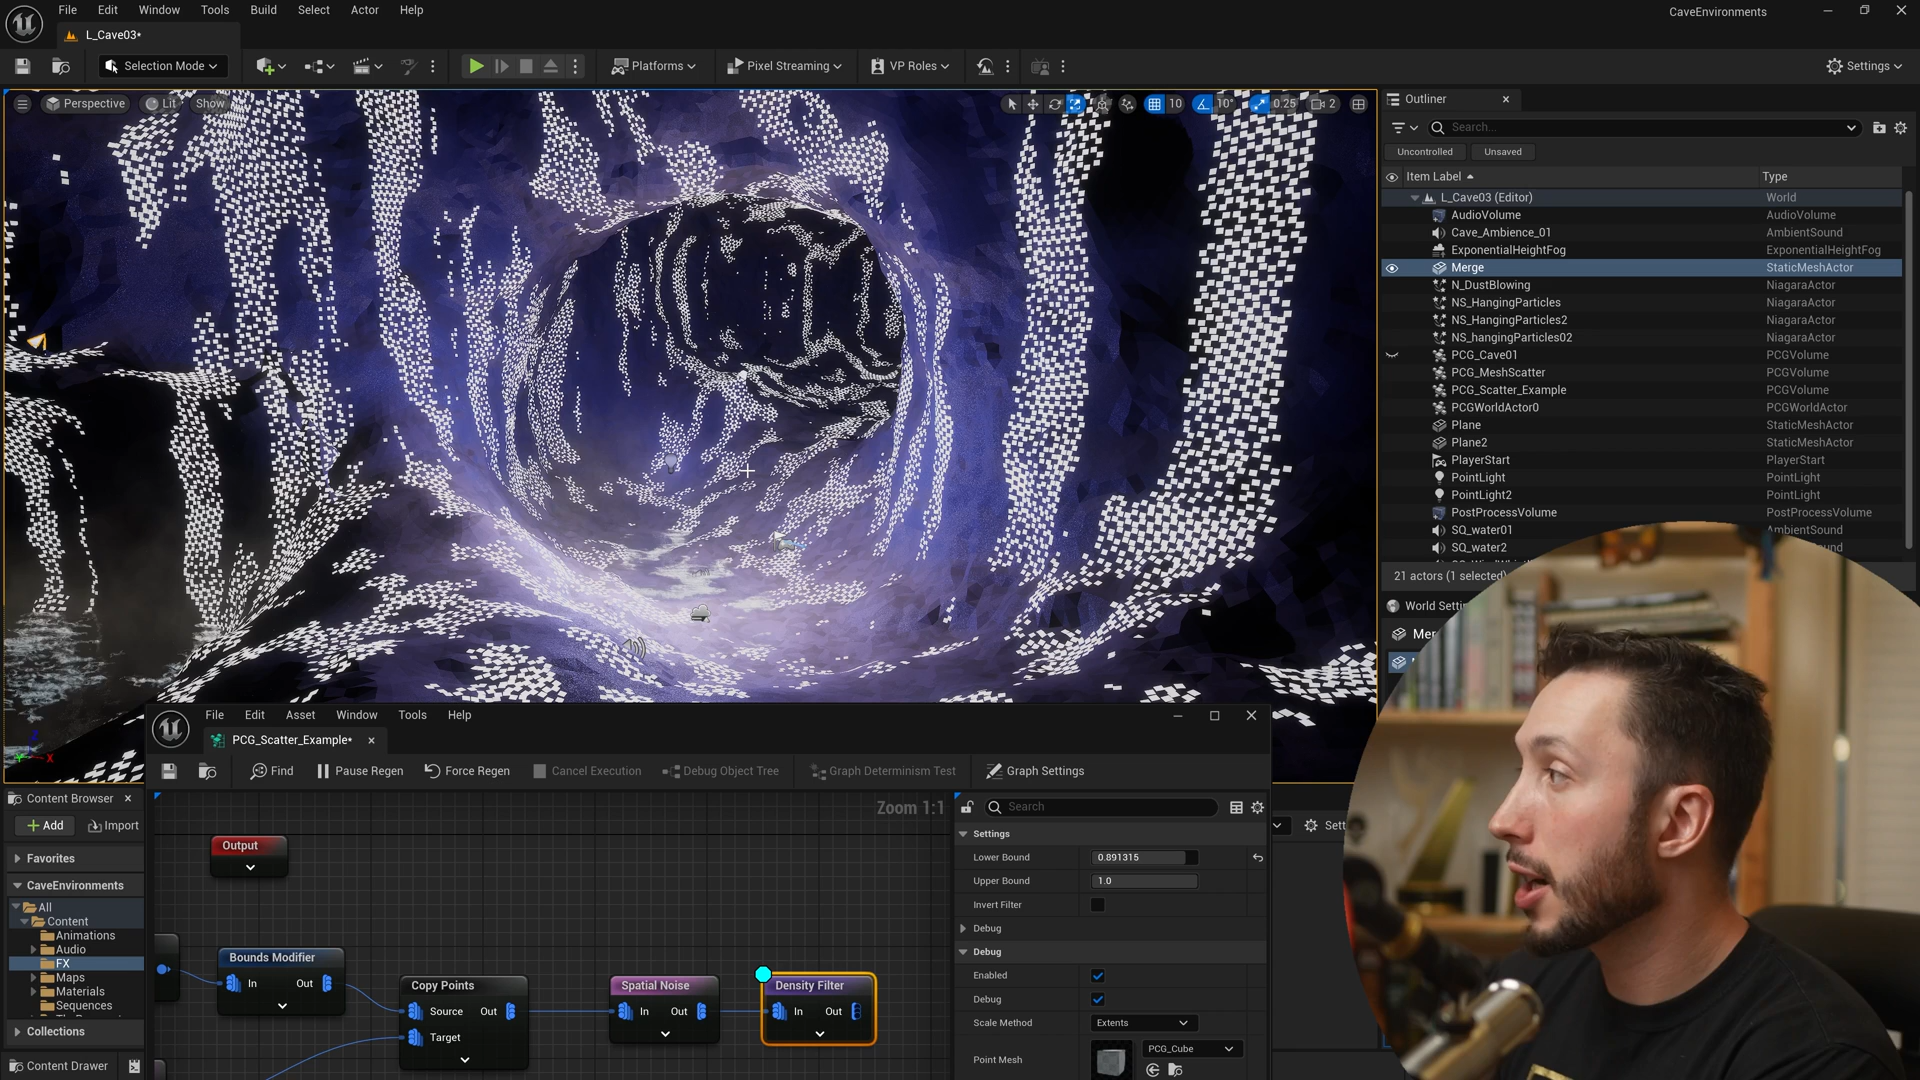 File Edit Window Tools Build Select Actor Help
CaveEnvironments
L_Cave03*
Selection Mode
Platforms
Pixel Streaming
VP Roles
Settings
Perspective
Lit
Show
10
10°
0.25
2
Outliner
Search...
Uncontrolled
Unsaved
Item Label
Type
L_Cave03 (Editor) World
AudioVolume AudioVolume
Cave_Ambience_01 AmbientSound
ExponentialHeightFog ExponentialHeightFog
Merge StaticMeshActor
N_DustBlowing NiagaraActor
NS_HangingParticles NiagaraActor
NS_HangingParticles2 NiagaraActor
NS_hangingParticles02 NiagaraActor
PCG_Cave01 PCGVolume
PCG_MeshScatter PCGVolume
PCG_Scatter_Example PCGVolume
PCGWorldActor0 PCGWorldActor
Plane StaticMeshActor
Plane2 StaticMeshActor
PlayerStart PlayerStart
PointLight PointLight
PointLight2 PointLight
PostProcessVolume PostProcessVolume
SQ_water01 AmbientSound
SQ_water2
21 actors (1 selected)
World Setti
Mer
X
File Edit Asset Window Tools Help
PCG_Scatter_Example*
Find
Pause Regen
Force Regen
Cancel Execution
Debug Object Tree
Graph Determinism Test
Graph Settings
Content Browser
Add
Import
Favorites
CaveEnvironments
All
Content
Animations
Audio
FX
Maps
Materials
Sequences
Collections
Content Drawer
Zoom 1:1
Output
Bounds Modifier
In Out
Copy Points
Source Out
Target
Spatial Noise
In Out
Density Filter
In Out
Search
Settings
Lower Bound 0.891315
Upper Bound 1.0
Invert Filter
Debug
Debug
Enabled
Debug
Scale Method Extents
Point Mesh PCG_Cube
Sett